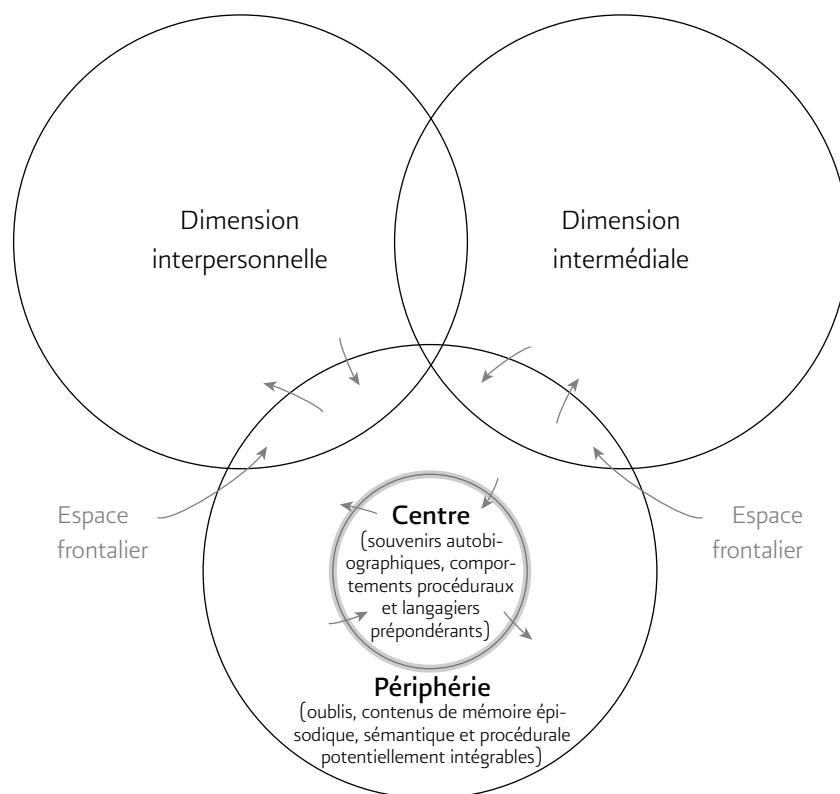 Dimension
interpersonnelle
Dimension
intermédiale
Espace
frontalier
Centre
(souvenirs autobi-
ographiques, compor-
tements procéduraux
et langagiers
prépondérants)
Espace
frontalier
Périphérie
(oublis, contenus de mémoire épi-
sodique, sémantique et procédurale
potentiellement intégrables)